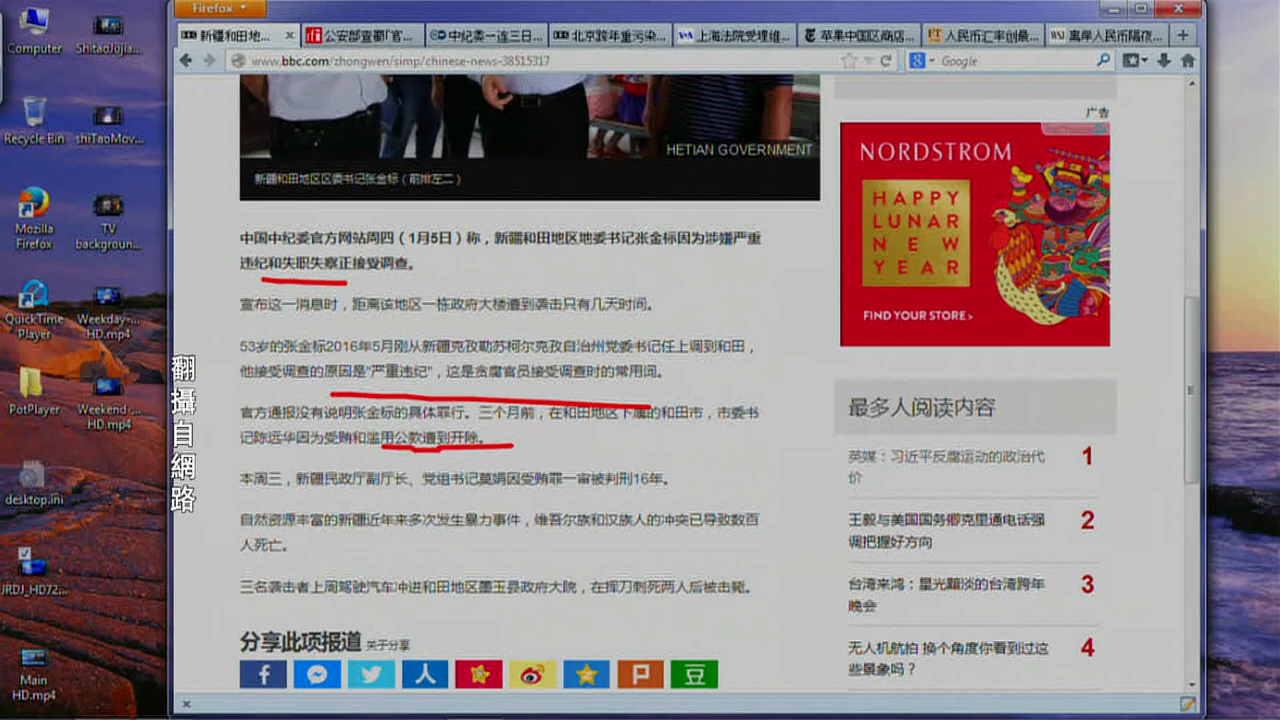 Firefox
新疆和田地...
公安部查霸「官...
中纪委一连三日...
北京跨年重污染...
上海法院受理维...
苹果中国区商店...
人民币汇率创最...
离岸人民币隔夜...
www.bbc.com/zhongwen/simp/chinese-news-38515317
Google
Computer
ShitaoJujia...
Recycle Bin
shiTaoMov...
Mozilla
Firefox
TV
backgroun...
QuickTime
Player
Weekday-...
HD.mp4
PotPlayer
Weekend-...
HD.mp4
desktop.ini
JRDJ_HD72...
Main
HD.mp4
翻攝自網路
HETIAN GOVERNMENT
新疆和田地区区委书记张金标（前排左二）
中国中纪委官方网站周四（1月5日）称，新疆和田地区地委书记张金标因为涉嫌严重
违纪和失职失察正接受调查。
宣布这一消息时，距离该地区一栋政府大楼遭到袭击只有几天时间。
53岁的张金标2016年5月刚从新疆克孜勒苏柯尔克孜自治州党委书记任上调到和田，
他接受调查的原因是"严重违纪"，这是贪腐官员接受调查时的常用词。
官方通报没有说明张金标的具体罪行。三个月前，在和田地区下属的和田市，市委书
记陈远华因为受贿和滥用公款遭到开除。
本周三，新疆民政厅副厅长、党组书记莫娟因受贿罪一审被判刑16年。
自然资源丰富的新疆近年来多次发生暴力事件，维吾尔族和汉族人的冲突已导致数百
人死亡。
三名袭击者上周驾驶汽车冲进和田地区墨玉县政府大院，在挥刀刺死两人后被击毙。
分享此项报道 关于分享
广告
NORDSTROM
HAPPY
LUNAR
NEW
YEAR
FIND YOUR STORE >
最多人阅读内容
英媒：习近平反腐运动的政治代
价
1
王毅与美国国务卿克里通电话强
调把握好方向
2
台湾来鸿：星光黯淡的台湾跨年
晚会
3
无人机航拍 换个角度你看到过这
些景象吗？
4